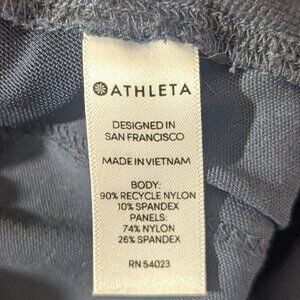 ATHLETA
DESIGNED IN
SAN FRANCISCO
MADE IN VIETNAM
BODY:
90% RECYCLE NYLON
10% SPANDEX
PANELS:
74% NYLON
26% SPANDEX
RN 54023